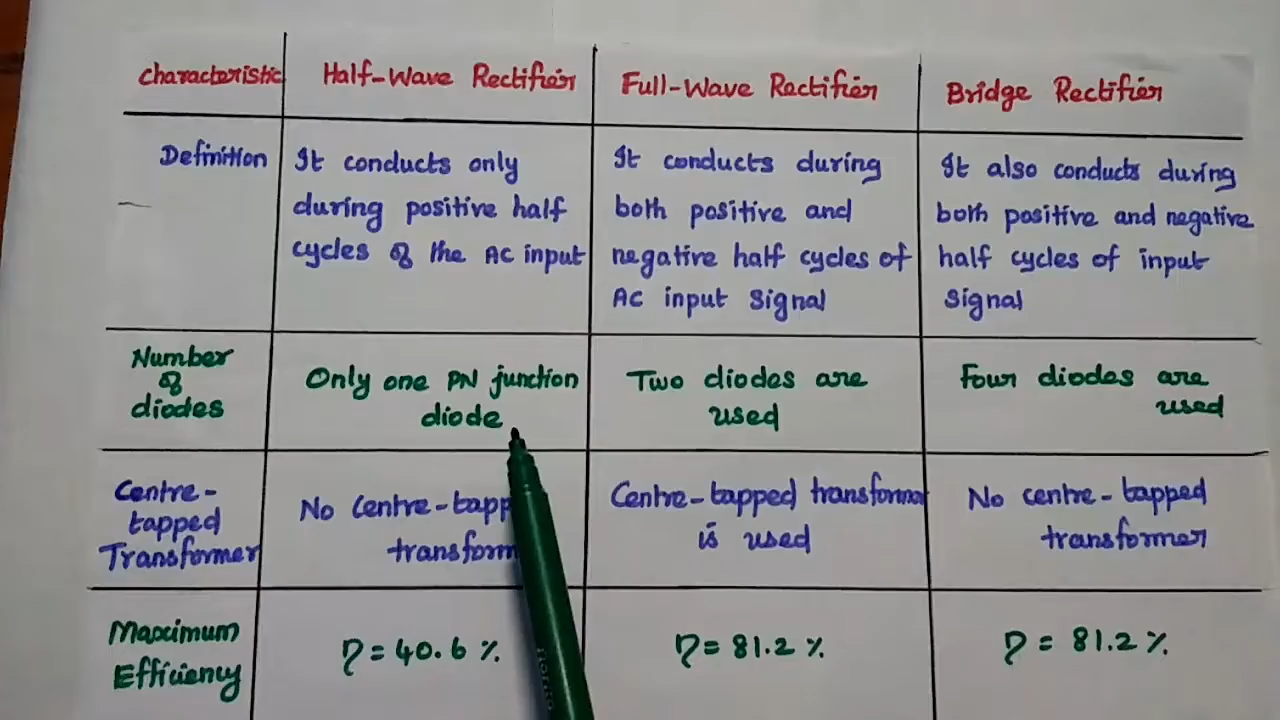 Characteristic
Half-Wave Rectifier
Full-Wave Rectifier
Bridge Rectifier
Definition
It conducts only
during positive half
cycles of the AC input
It conducts during
both positive and
negative half cycles of
AC input Signal
It also conducts during
both positive and negative
half cycles of input
Signal
Number
of
diodes
Only one PN junction
diode
Two diodes are
used
Four diodes are
used
Centre-
tapped
Transformer
No Centre-tapp
transform
Centre-tapped transformer
is used
No centre-tapped
transformer
Maximum
Efficiency
η = 40.6 %
η = 81.2 %
η = 81.2 %